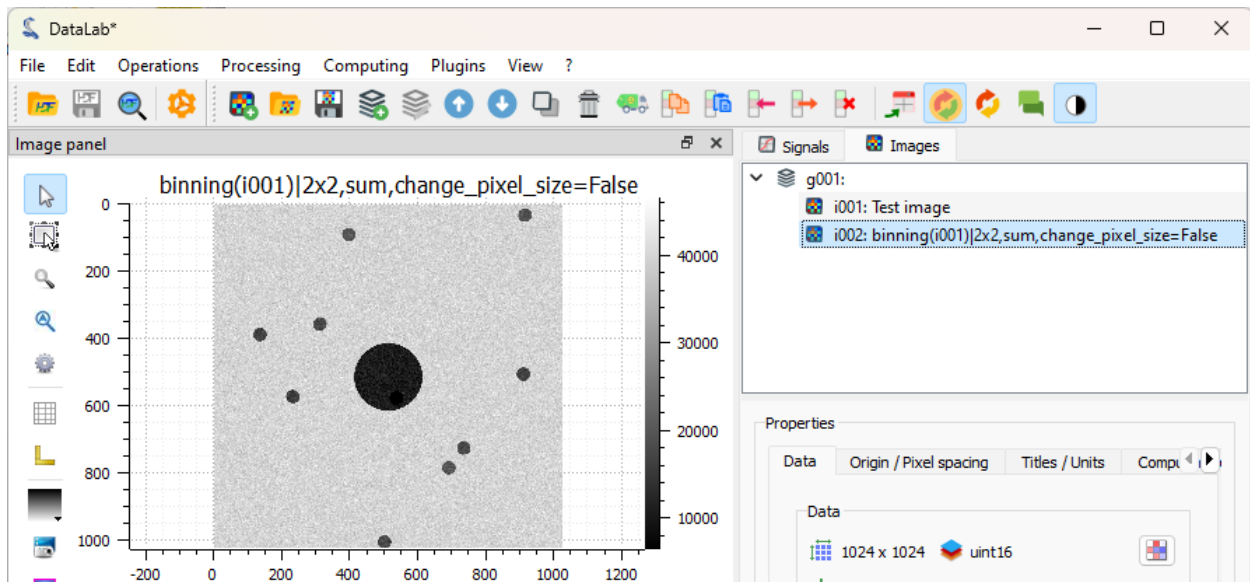 DataLab*
File Edit Operations Processing Computing Plugins View ?
Image panel
binning(i001)|2x2,sum,change_pixel_size=False
0
200
400
600
800
1000
-200 0 200 400 600 800 1000 1200
40000
30000
20000
10000
Signals Images
g001:
i001: Test image
i002: binning(i001)|2x2,sum,change_pixel_size=False
Properties
Data Origin / Pixel spacing Titles / Units
Data
1024 x 1024 uint16